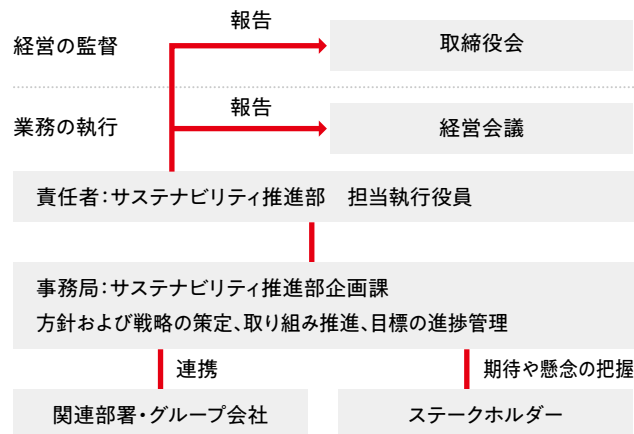 報告
経営の監督
取締役会
報告
業務の執行
経営会議
責任者：サステナビリティ推進部　担当執行役員
事務局：サステナビリティ推進部企画課
方針および戦略の策定、取り組み推進、目標の進捗管理
連携
期待や懸念の把握
関連部署・グループ会社
ステークホルダー